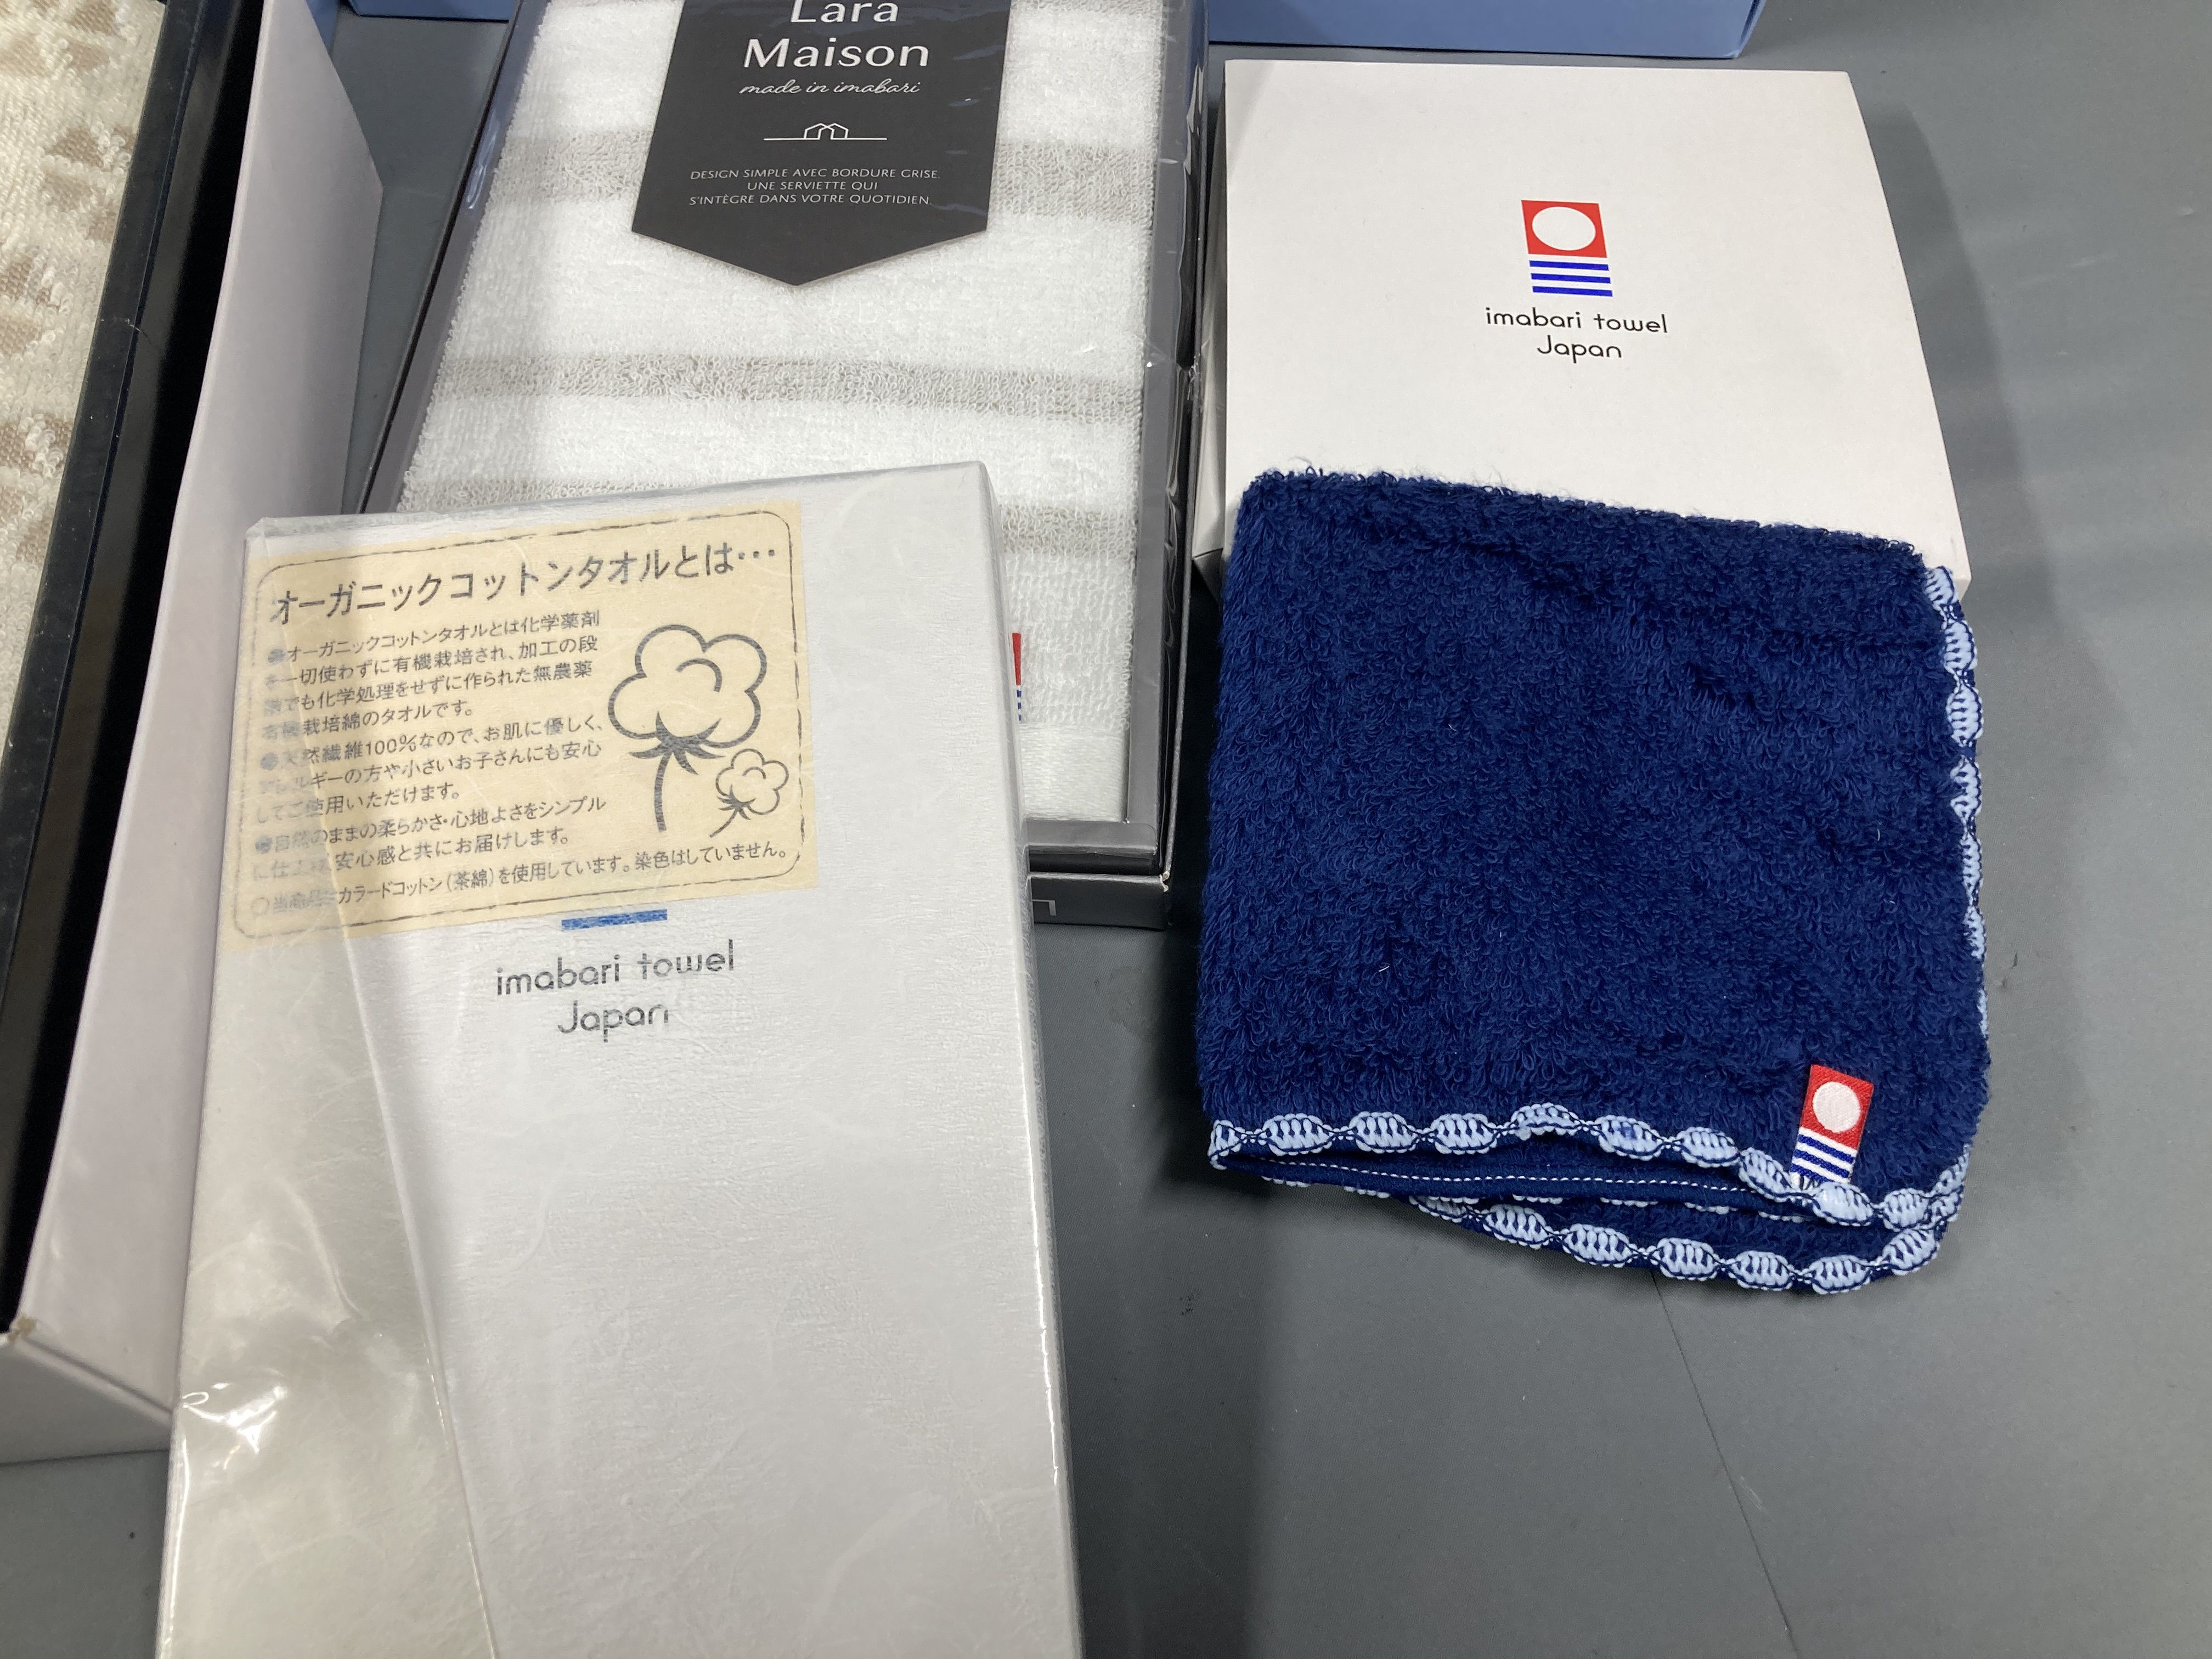 Lara
Maison
made in imabari
DESIGN SIMPLE AVEC BORDURE GRISE.
UNE SERVIETTE QUI
S'INTÈGRE DANS VOTRE QUOTIDIEN
imabari towel
Japan
オーガニックコットンタオルとは…
●オーガニックコットンタオルとは化学薬剤
を一切使わずに有機栽培され、加工の段
階でも化学処理をせずに作られた無農薬
有機栽培綿のタオルです。
●天然繊維100%なので、お肌に優しく、
アレルギーの方や小さいお子さんにも安心
してご使用いただけます。
●自然のままの柔らかさ・心地よさをシンプル
に仕上げ、安心感と共にお届けします。
○当商品はカラードコットン(茶綿)を使用しています。染色はしていません。
imabari towel
Japan